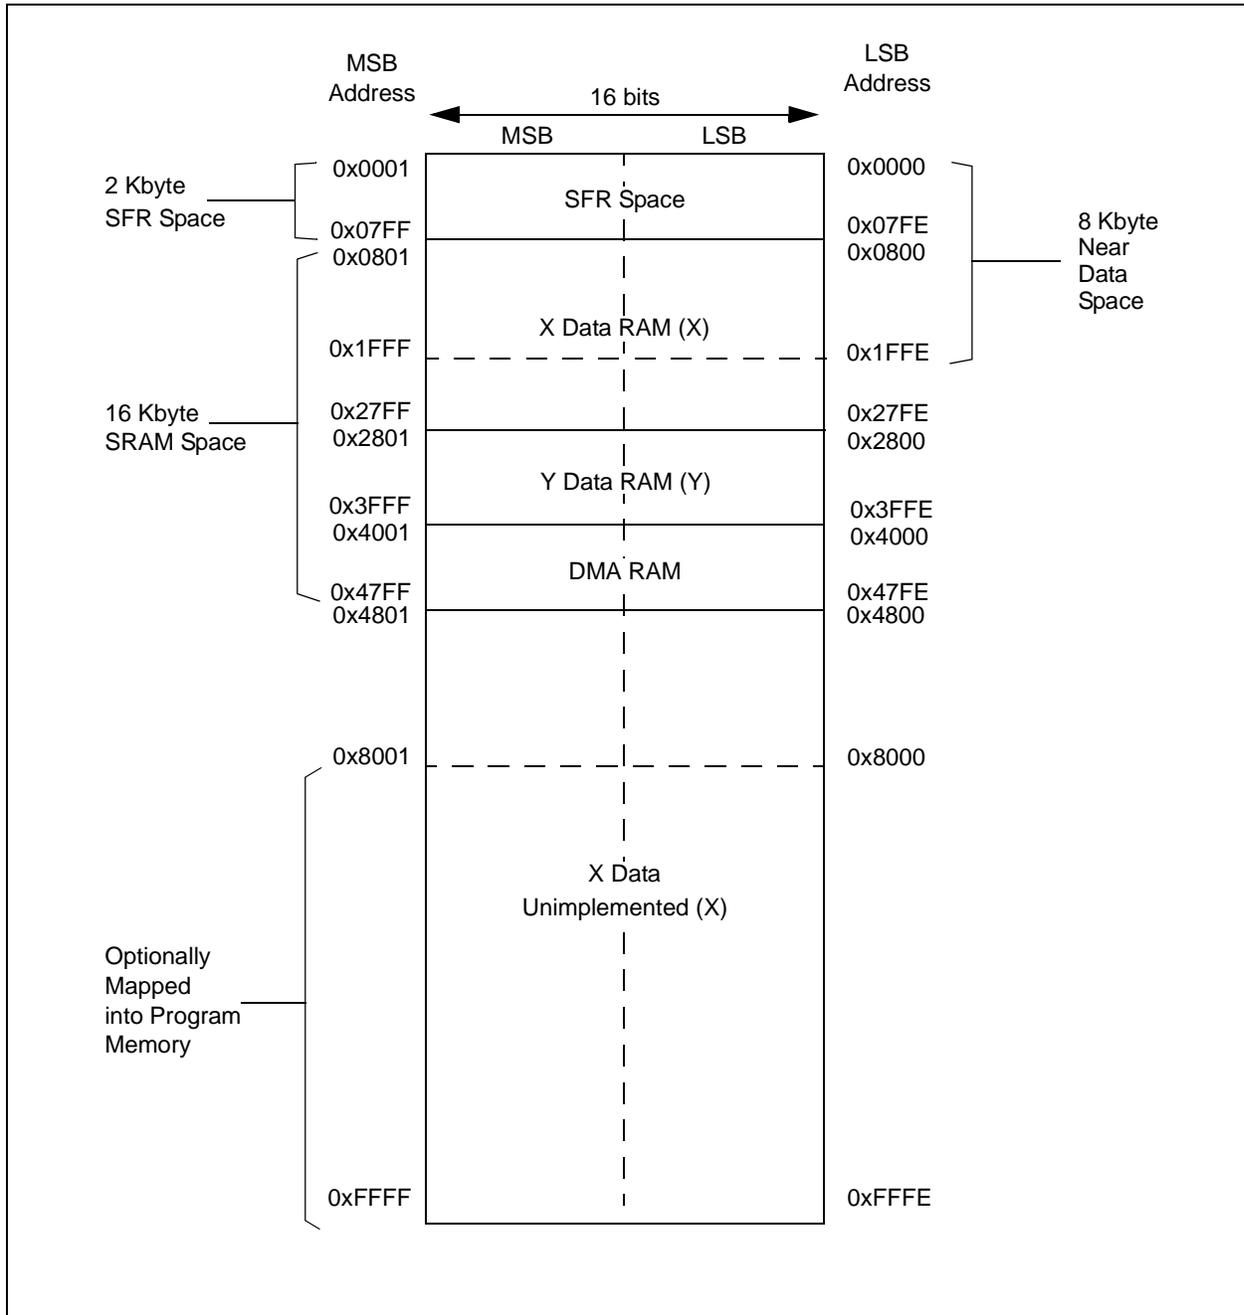 MSB
Address
LSB
Address
16 bits
MSB
LSB
0x0001
0x0000
2 Kbyte
SFR Space
SFR Space
0x07FF
0x07FE
0x0801
0x0800
8 Kbyte
Near
Data
Space
X Data RAM (X)
0x1FFF
0x1FFE
16 Kbyte
SRAM Space
0x27FF
0x27FE
0x2801
0x2800
Y Data RAM (Y)
0x3FFF
0x3FFE
0x4001
0x4000
DMA RAM
0x47FF
0x47FE
0x4801
0x4800
0x8001
0x8000
X Data
Unimplemented (X)
Optionally
Mapped
into Program
Memory
0xFFFF
0xFFFE